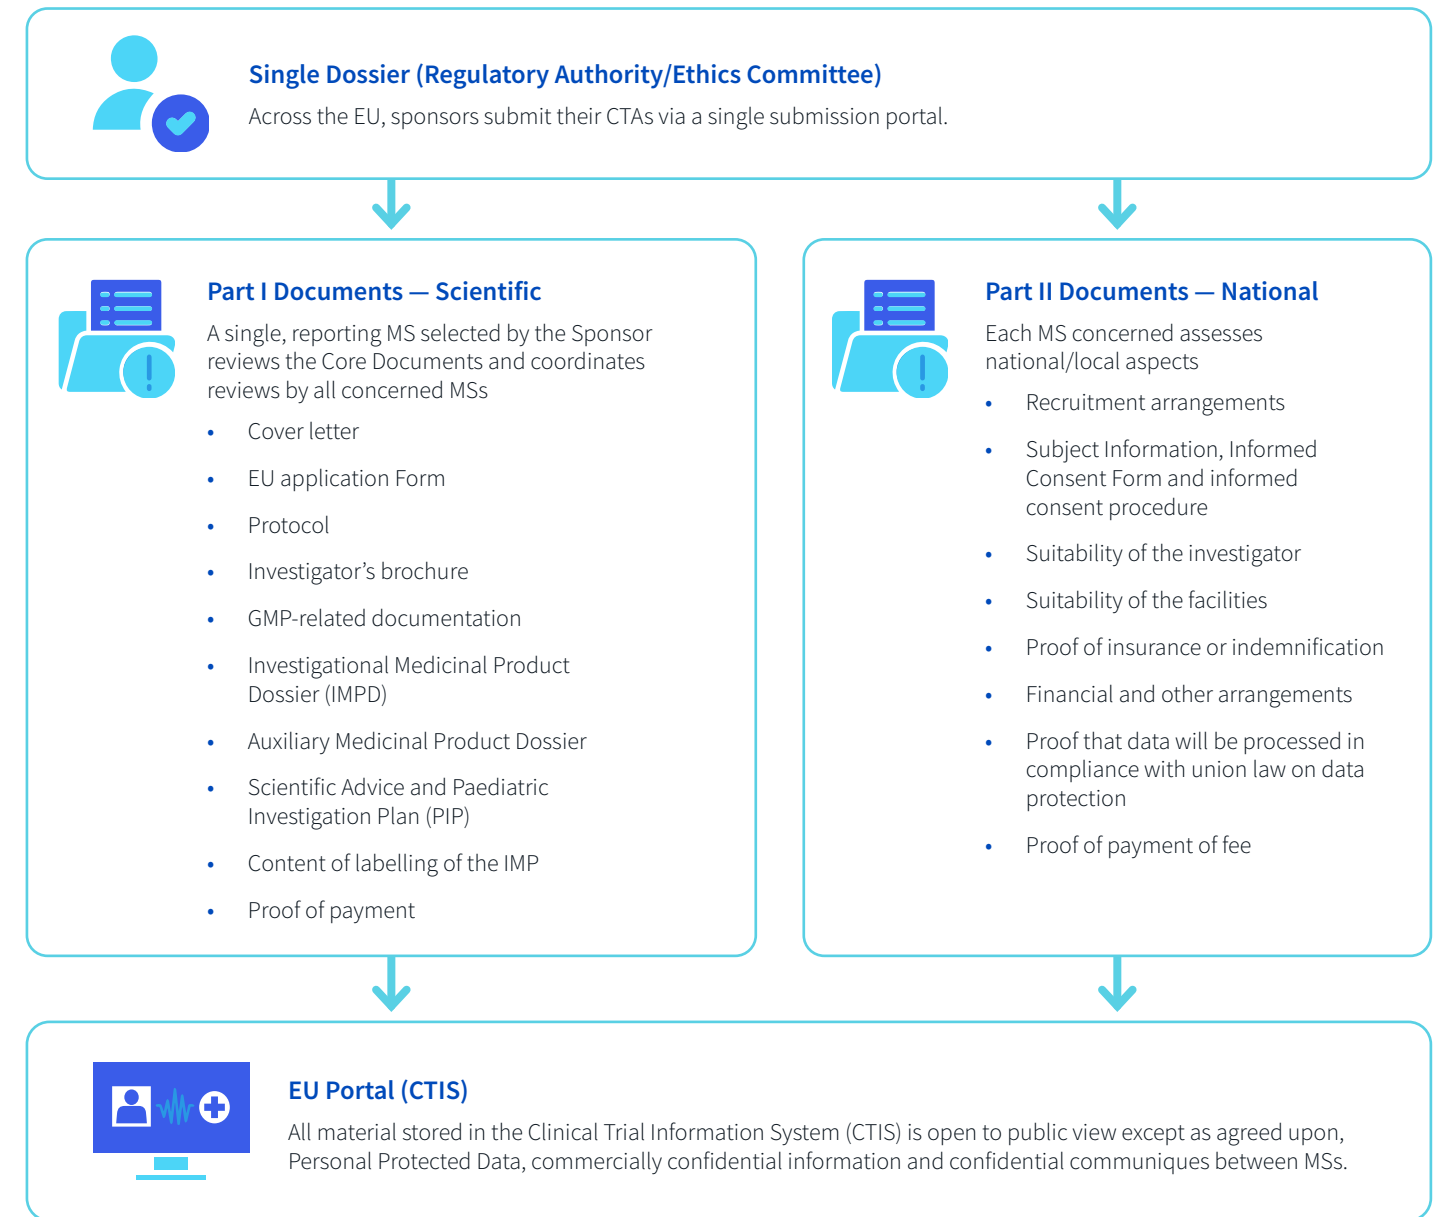 Single Dossier (Regulatory Authority/Ethics Committee)
Across the EU, sponsors submit their CTAs via a single submission portal.
Part I Documents — Scientific
A single, reporting MS selected by the Sponsor
reviews the Core Documents and coordinates
reviews by all concerned MSs
• Cover letter
• EU application Form
• Protocol
• Investigator’s brochure
• GMP-related documentation
• Investigational Medicinal Product
Dossier (IMPD)
• Auxiliary Medicinal Product Dossier
• Scientific Advice and Paediatric
Investigation Plan (PIP)
• Content of labelling of the IMP
• Proof of payment
Part II Documents — National
Each MS concerned assesses
national/local aspects
• Recruitment arrangements
• Subject Information, Informed
Consent Form and informed
consent procedure
• Suitability of the investigator
• Suitability of the facilities
• Proof of insurance or indemnification
• Financial and other arrangements
• Proof that data will be processed in
compliance with union law on data
protection
• Proof of payment of fee
EU Portal (CTIS)
All material stored in the Clinical Trial Information System (CTIS) is open to public view except as agreed upon,
Personal Protected Data, commercially confidential information and confidential communiques between MSs.